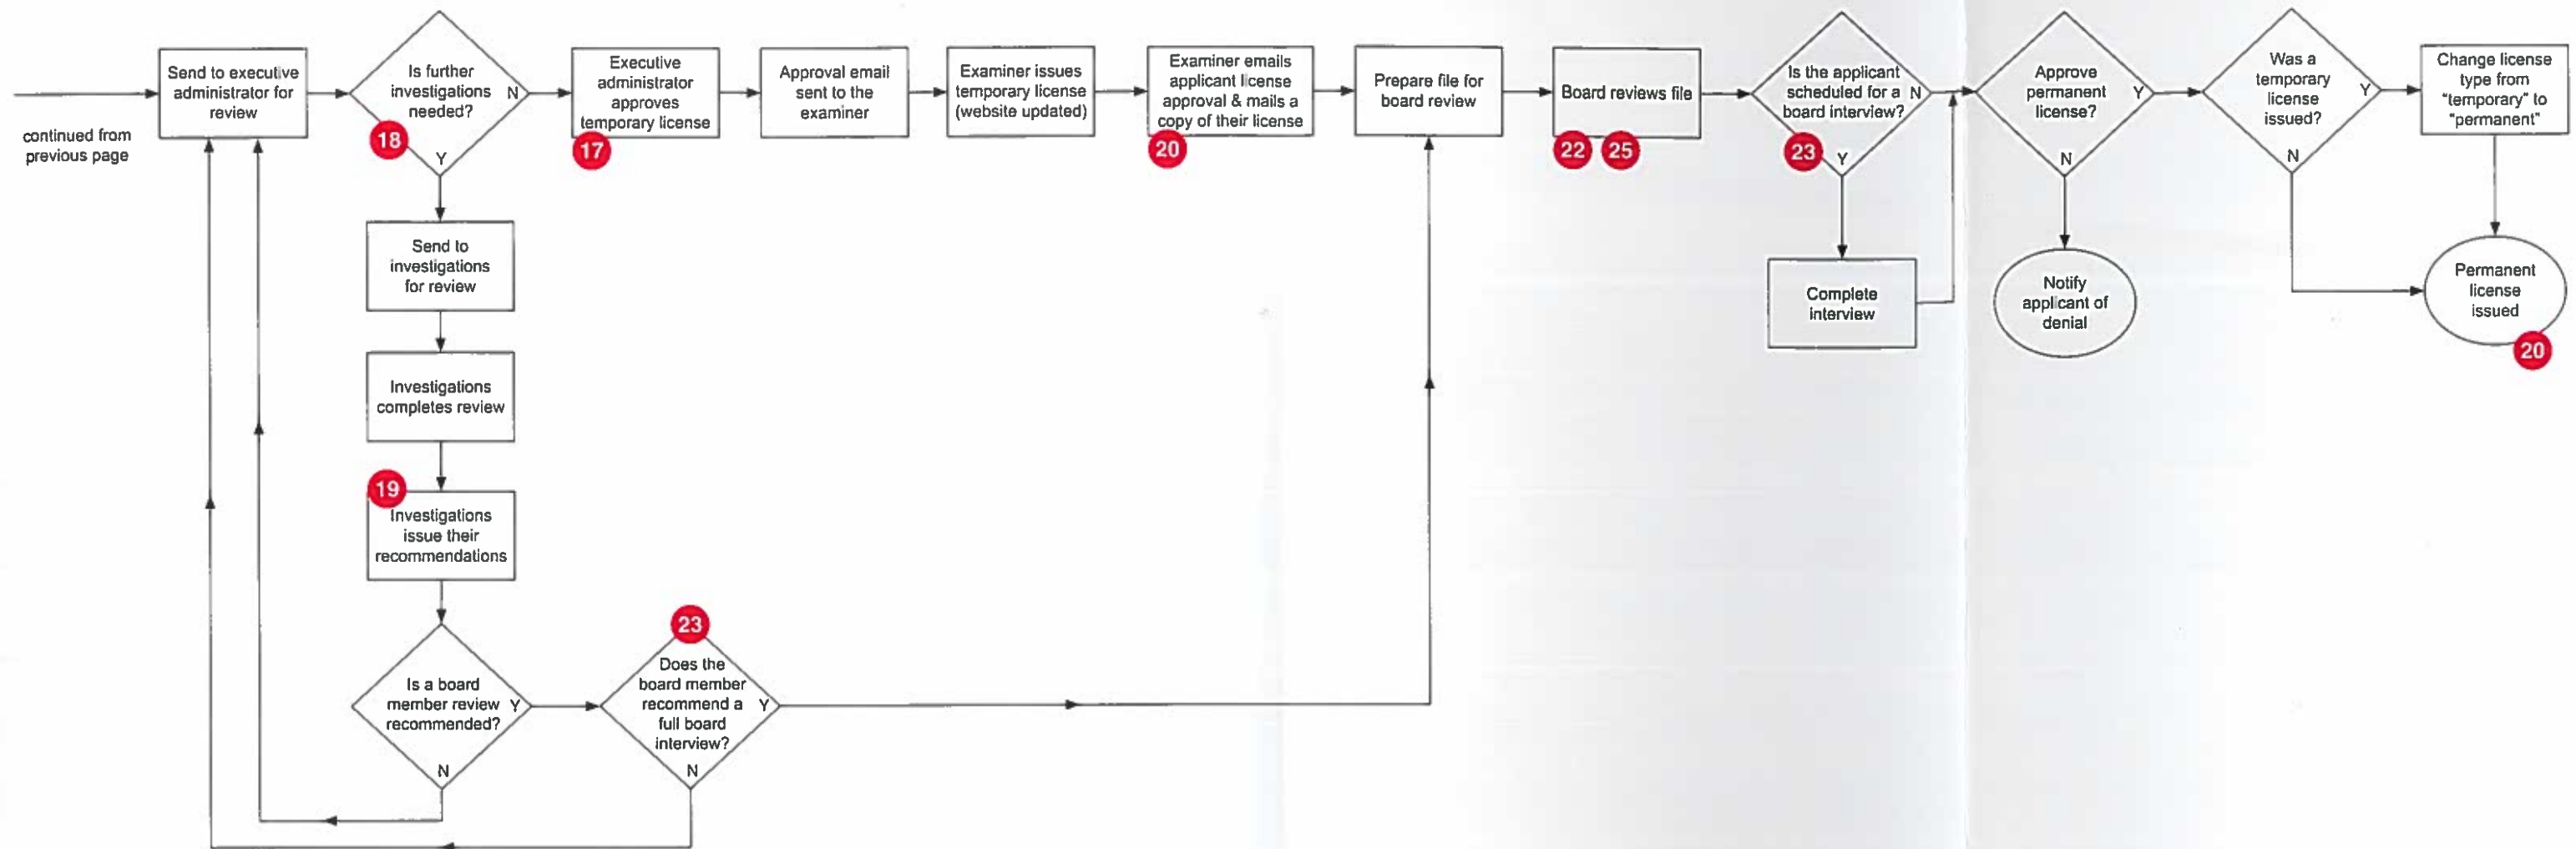 continued from
previous page
Send to executive
administrator for
review
Is further
investigations
needed?
N
Y
18
Executive
administrator
approves
temporary license
17
Approval email
sent to the
examiner
Examiner issues
temporary license
(website updated)
Examiner emails
applicant license
approval & mails a
copy of their license
20
Prepare file for
board review
Board reviews file
22
25
Is the applicant
scheduled for a
board interview?
N
Y
23
Complete
interview
Approve
permanent
license?
Y
N
Notify
applicant of
denial
Was a
temporary
license
issued?
Y
N
Change license
type from
"temporary" to
"permanent"
Permanent
license
issued
20
Send to
investigations
for review
Investigations
completes review
19
Investigations
issue their
recommendations
Is a board
member review
recommended?
Y
N
23
Does the
board member
recommend a
full board
interview?
Y
N